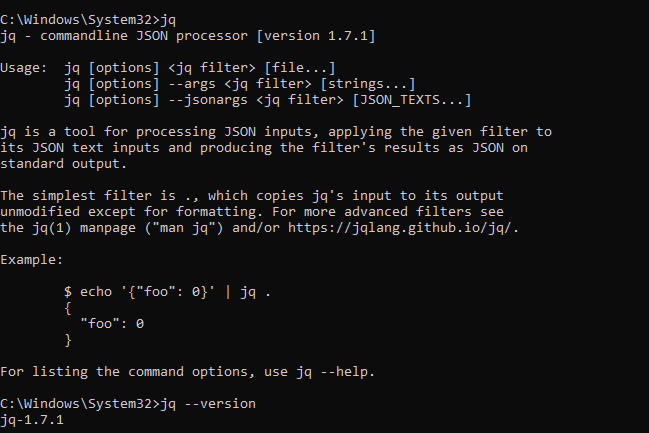 C:\Windows\System32>jq
jq - commandline JSON processor [version 1.7.1]

Usage:  jq [options] <jq filter> [file...]
        jq [options] --args <jq filter> [strings...]
        jq [options] --jsonargs <jq filter> [JSON_TEXTS...]

jq is a tool for processing JSON inputs, applying the given filter to
its JSON text inputs and producing the filter's results as JSON on
standard output.

The simplest filter is ., which copies jq's input to its output
unmodified except for formatting. For more advanced filters see
the jq(1) manpage ("man jq") and/or https://jqlang.github.io/jq/.

Example:

        $ echo '{"foo": 0}' | jq .
        {
          "foo": 0
        }

For listing the command options, use jq --help.

C:\Windows\System32>jq --version
jq-1.7.1